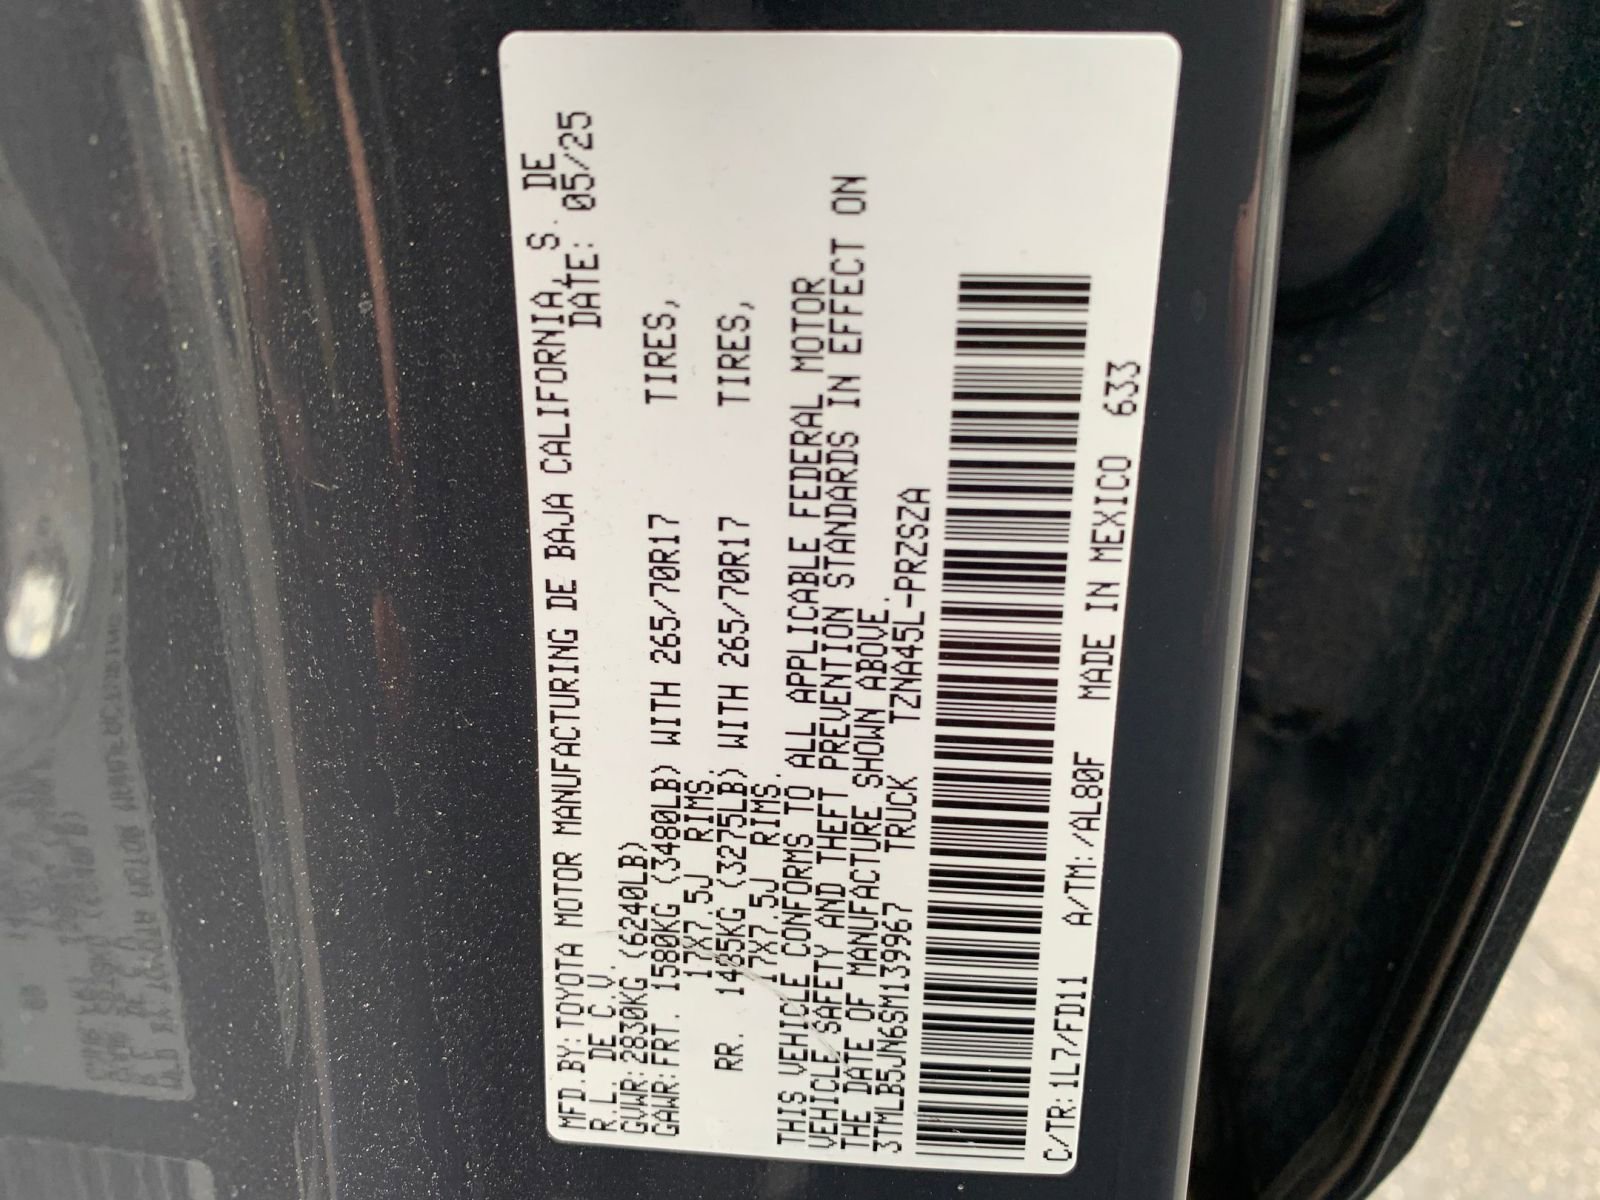 MFD.BY:TOYOTA MOTOR MANUFACTURING DE BAJA CALIFORNIA, S. DE
R.L. DE C.V. DATE: 05/25
GVWR:2830KG (6240LB)
GAWR:FRT. 1580KG (3480LB) WITH 265/70R17 TIRES,
17X7.5J RIMS.
RR. 1485KG (3275LB) WITH 265/70R17 TIRES,
17X7.5J RIMS.
THIS VEHICLE CONFORMS TO ALL APPLICABLE FEDERAL MOTOR
VEHICLE SAFETY AND THEFT PREVENTION STANDARDS IN EFFECT ON
THE DATE OF MANUFACTURE SHOWN ABOVE.
3TMLB5JN6SM139967 TRUCK TZNA45L-PRZSZA
C/TR:1L7/FD11 A/TM:/AL80F MADE IN MEXICO 633